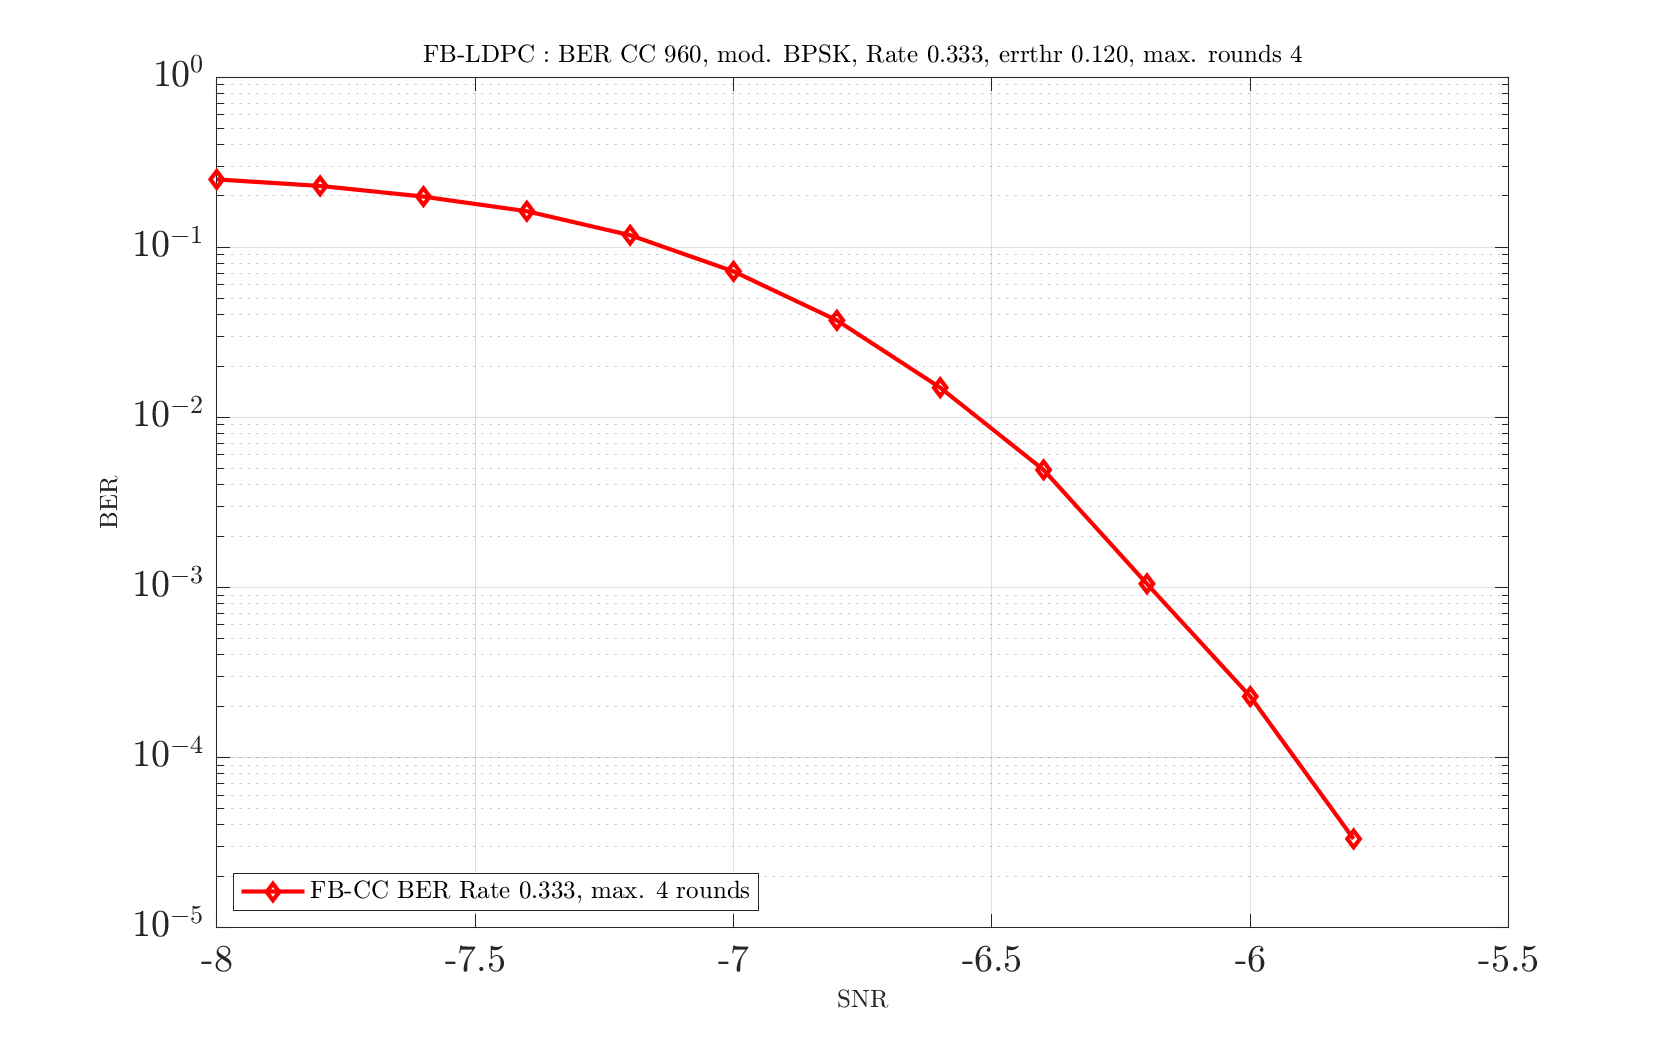 FB-LDPC : BER CC 960, mod. BPSK, Rate 0.333, errthr 0.120, max. rounds 4
10^0
10^-1
10^-2
10^-3
10^-4
10^-5
BER
FB-CC BER Rate 0.333, max. 4 rounds
-8 -7.5 -7 -6.5 -6 -5.5
SNR